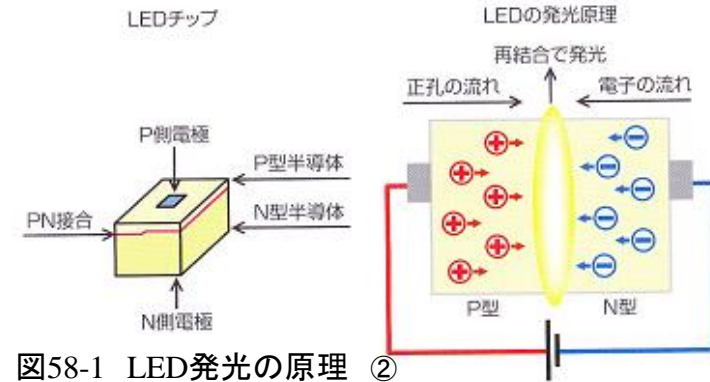 LEDチップ
P側電極
P型半導体
PN接合
N型半導体
N側電極
LEDの発光原理
再結合で発光
正孔の流れ
電子の流れ
P型
N型
図58-1 LED発光の原理 ②